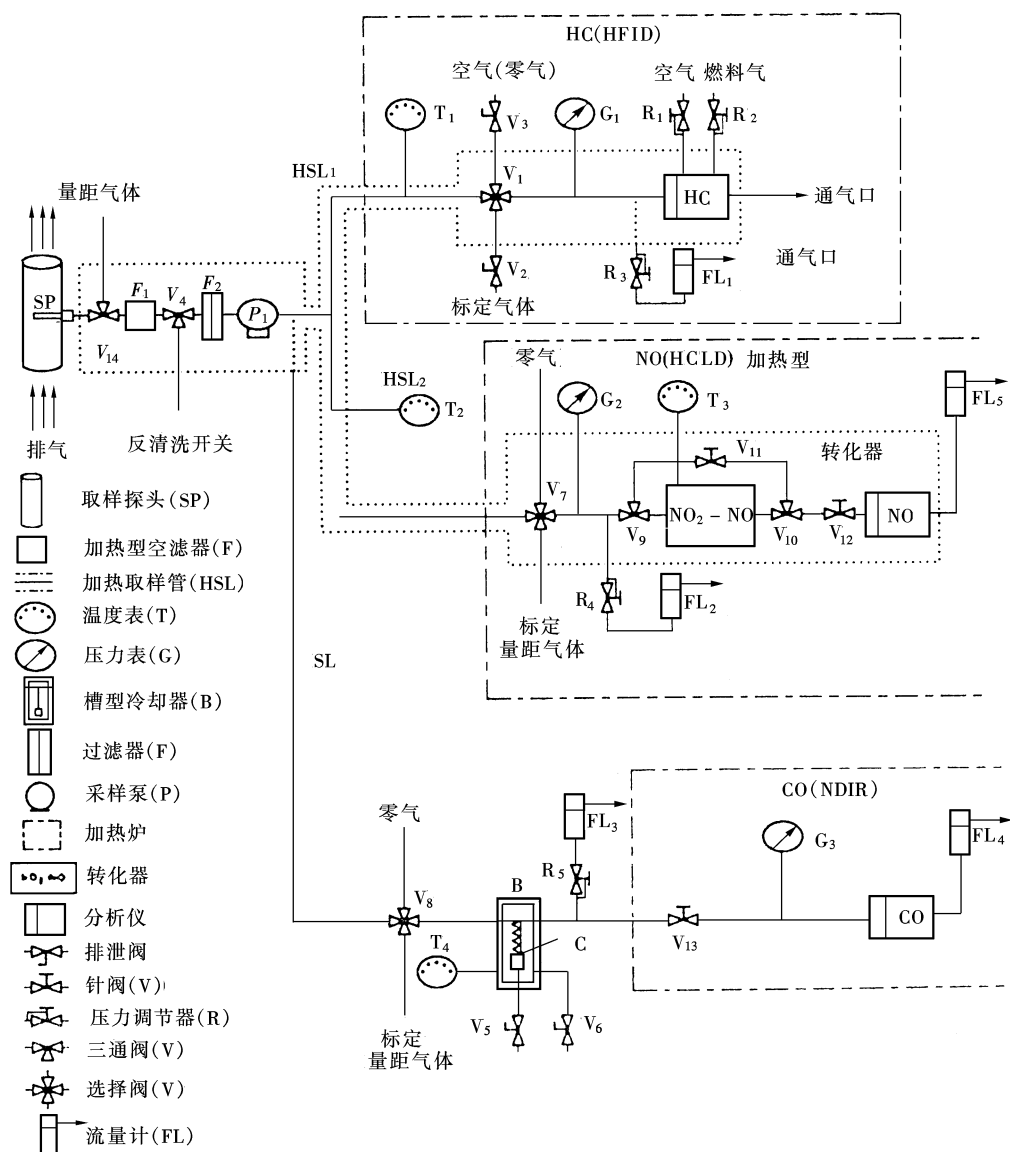 HC(HFID)
空气(零气)
空气 燃料气
T1
V3
G1
R1
R2
HSL1
V1
HC
通气口
量距气体
通气口
V2
R3
FL1
标定气体
SP
F1
V4
F2
P1
V14
零气
NO(HCLD) 加热型
HSL2
T2
G2
T3
FL5
排气
反清洗开关
V11
转化器
V7
NO2－NO
NO
V9
V10
V12
R4
FL2
标定
量距气体
SL
取样探头(SP)
加热型空滤器(F)
加热取样管(HSL)
温度表(T)
压力表(G)
槽型冷却器(B)
过滤器(F)
采样泵(P)
加热炉
转化器
分析仪
排泄阀
针阀(V)
压力调节器(R)
三通阀(V)
选择阀(V)
流量计(FL)
零气
CO(NDIR)
FL3
G3
FL4
R5
V8
B
C
CO
V13
T4
V5
V6
标定
量距气体